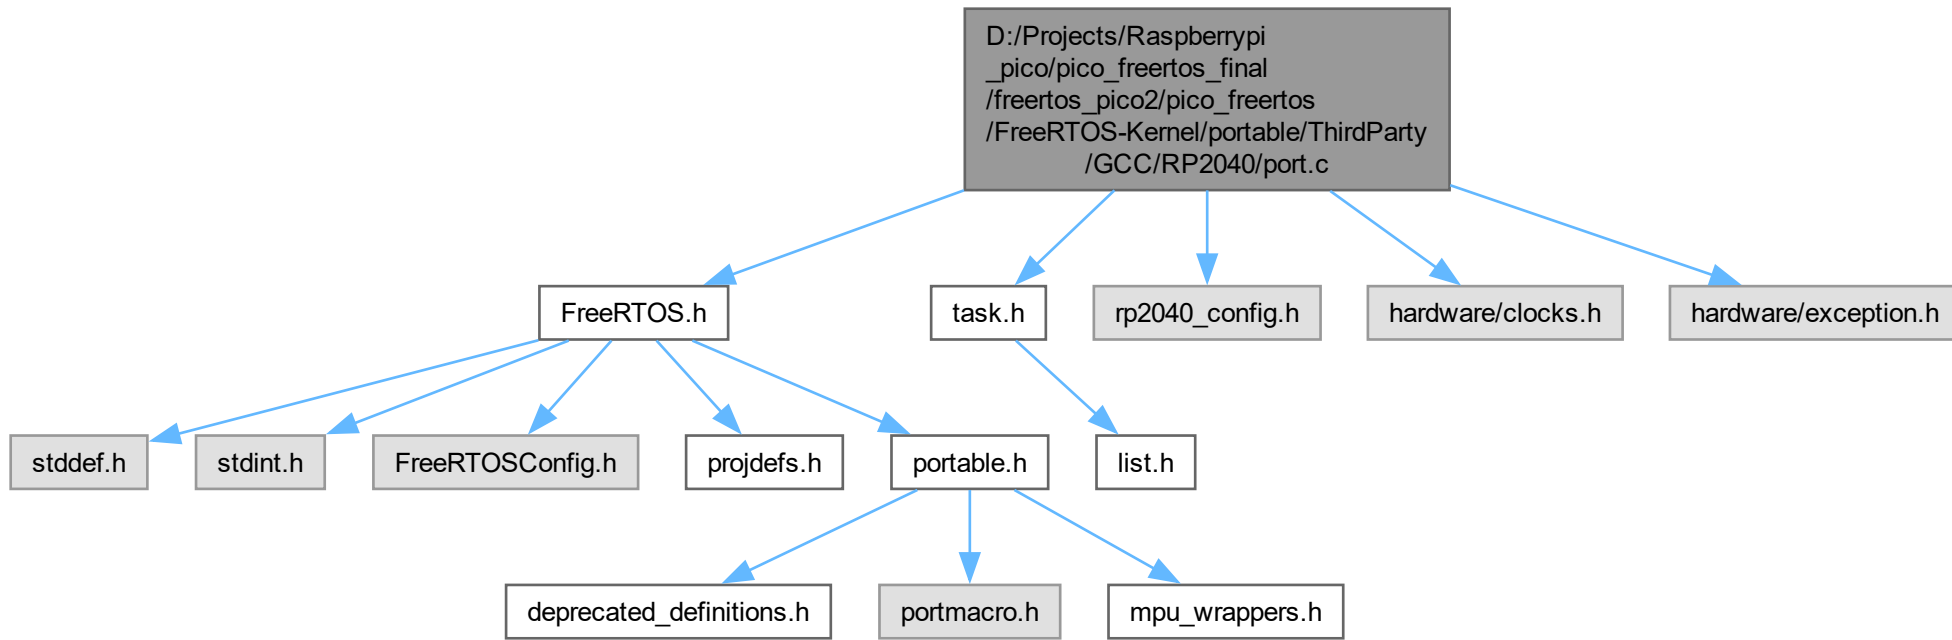 D:/Projects/Raspberrypi
_pico/pico_freertos_final
/freertos_pico2/pico_freertos
/FreeRTOS-Kernel/portable/ThirdParty
/GCC/RP2040/port.c
FreeRTOS.h
task.h
rp2040_config.h
hardware/clocks.h
hardware/exception.h
stddef.h
stdint.h
FreeRTOSConfig.h
projdefs.h
portable.h
list.h
deprecated_definitions.h
portmacro.h
mpu_wrappers.h